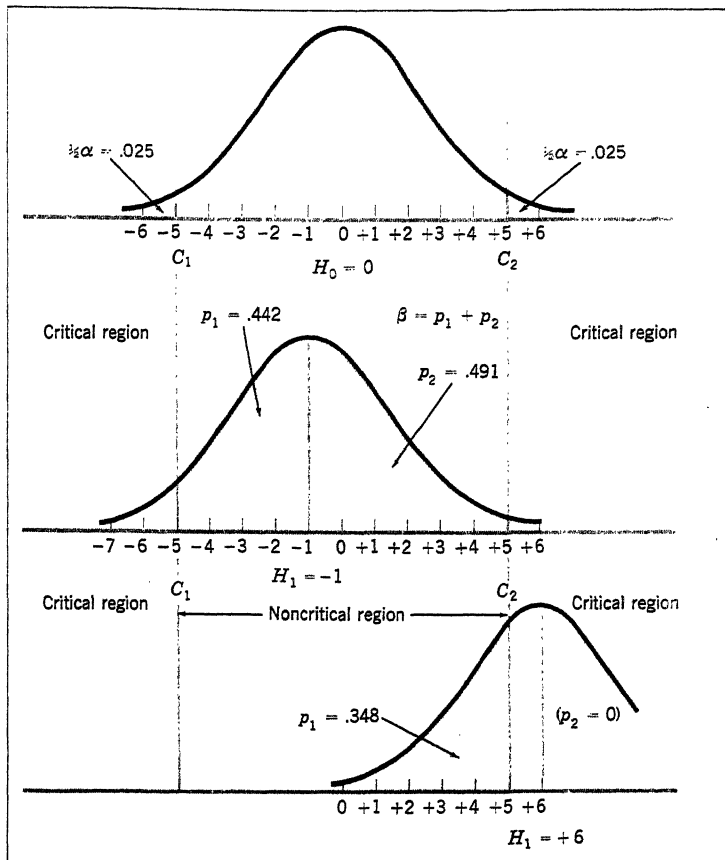 ½α = .025
½α = .025
-6 -5 -4 -3 -2 -1 0 +1 +2 +3 +4 +5 +6
C₁ H₀ = 0 C₂
Critical region
p₁ = .442
β = p₁ + p₂
Critical region
p₂ = .491
-7 -6 -5 -4 -3 -2 -1 0 +1 +2 +3 +4 +5 +6
C₁ H₁ = -1 C₂
Critical region
Noncritical region
Critical region
p₁ = .348
(p₂ = 0)
0 +1 +2 +3 +4 +5 +6
H₁ = +6